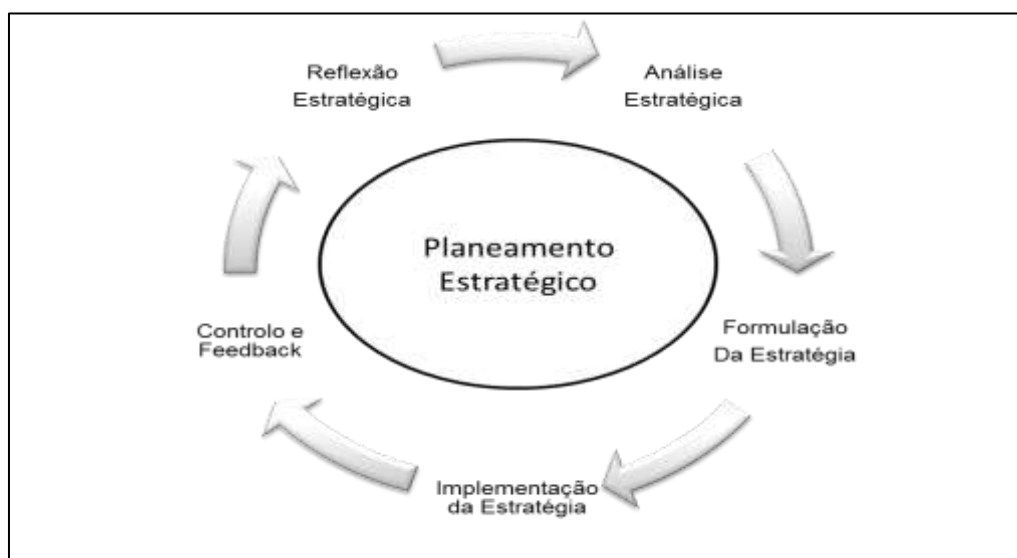 Reflexão
Estratégica
Análise
Estratégica
Planeamento
Estratégico
Formulação
Da Estratégia
Controlo e
Feedback
Implementação
da Estratégia